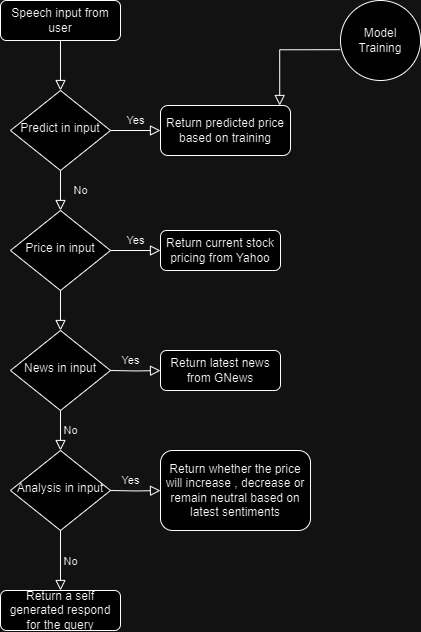 Speech input from
user
Model
Training
Predict in input
Yes
Return predicted price
based on training
No
Price in input
Yes
Return current stock
pricing from Yahoo
News in input
Yes
Return latest news
from GNews
No
Analysis in input
Yes
Return whether the price
will increase , decrease or
remain neutral based on
latest sentiments
No
Return a self
generated respond
for the query